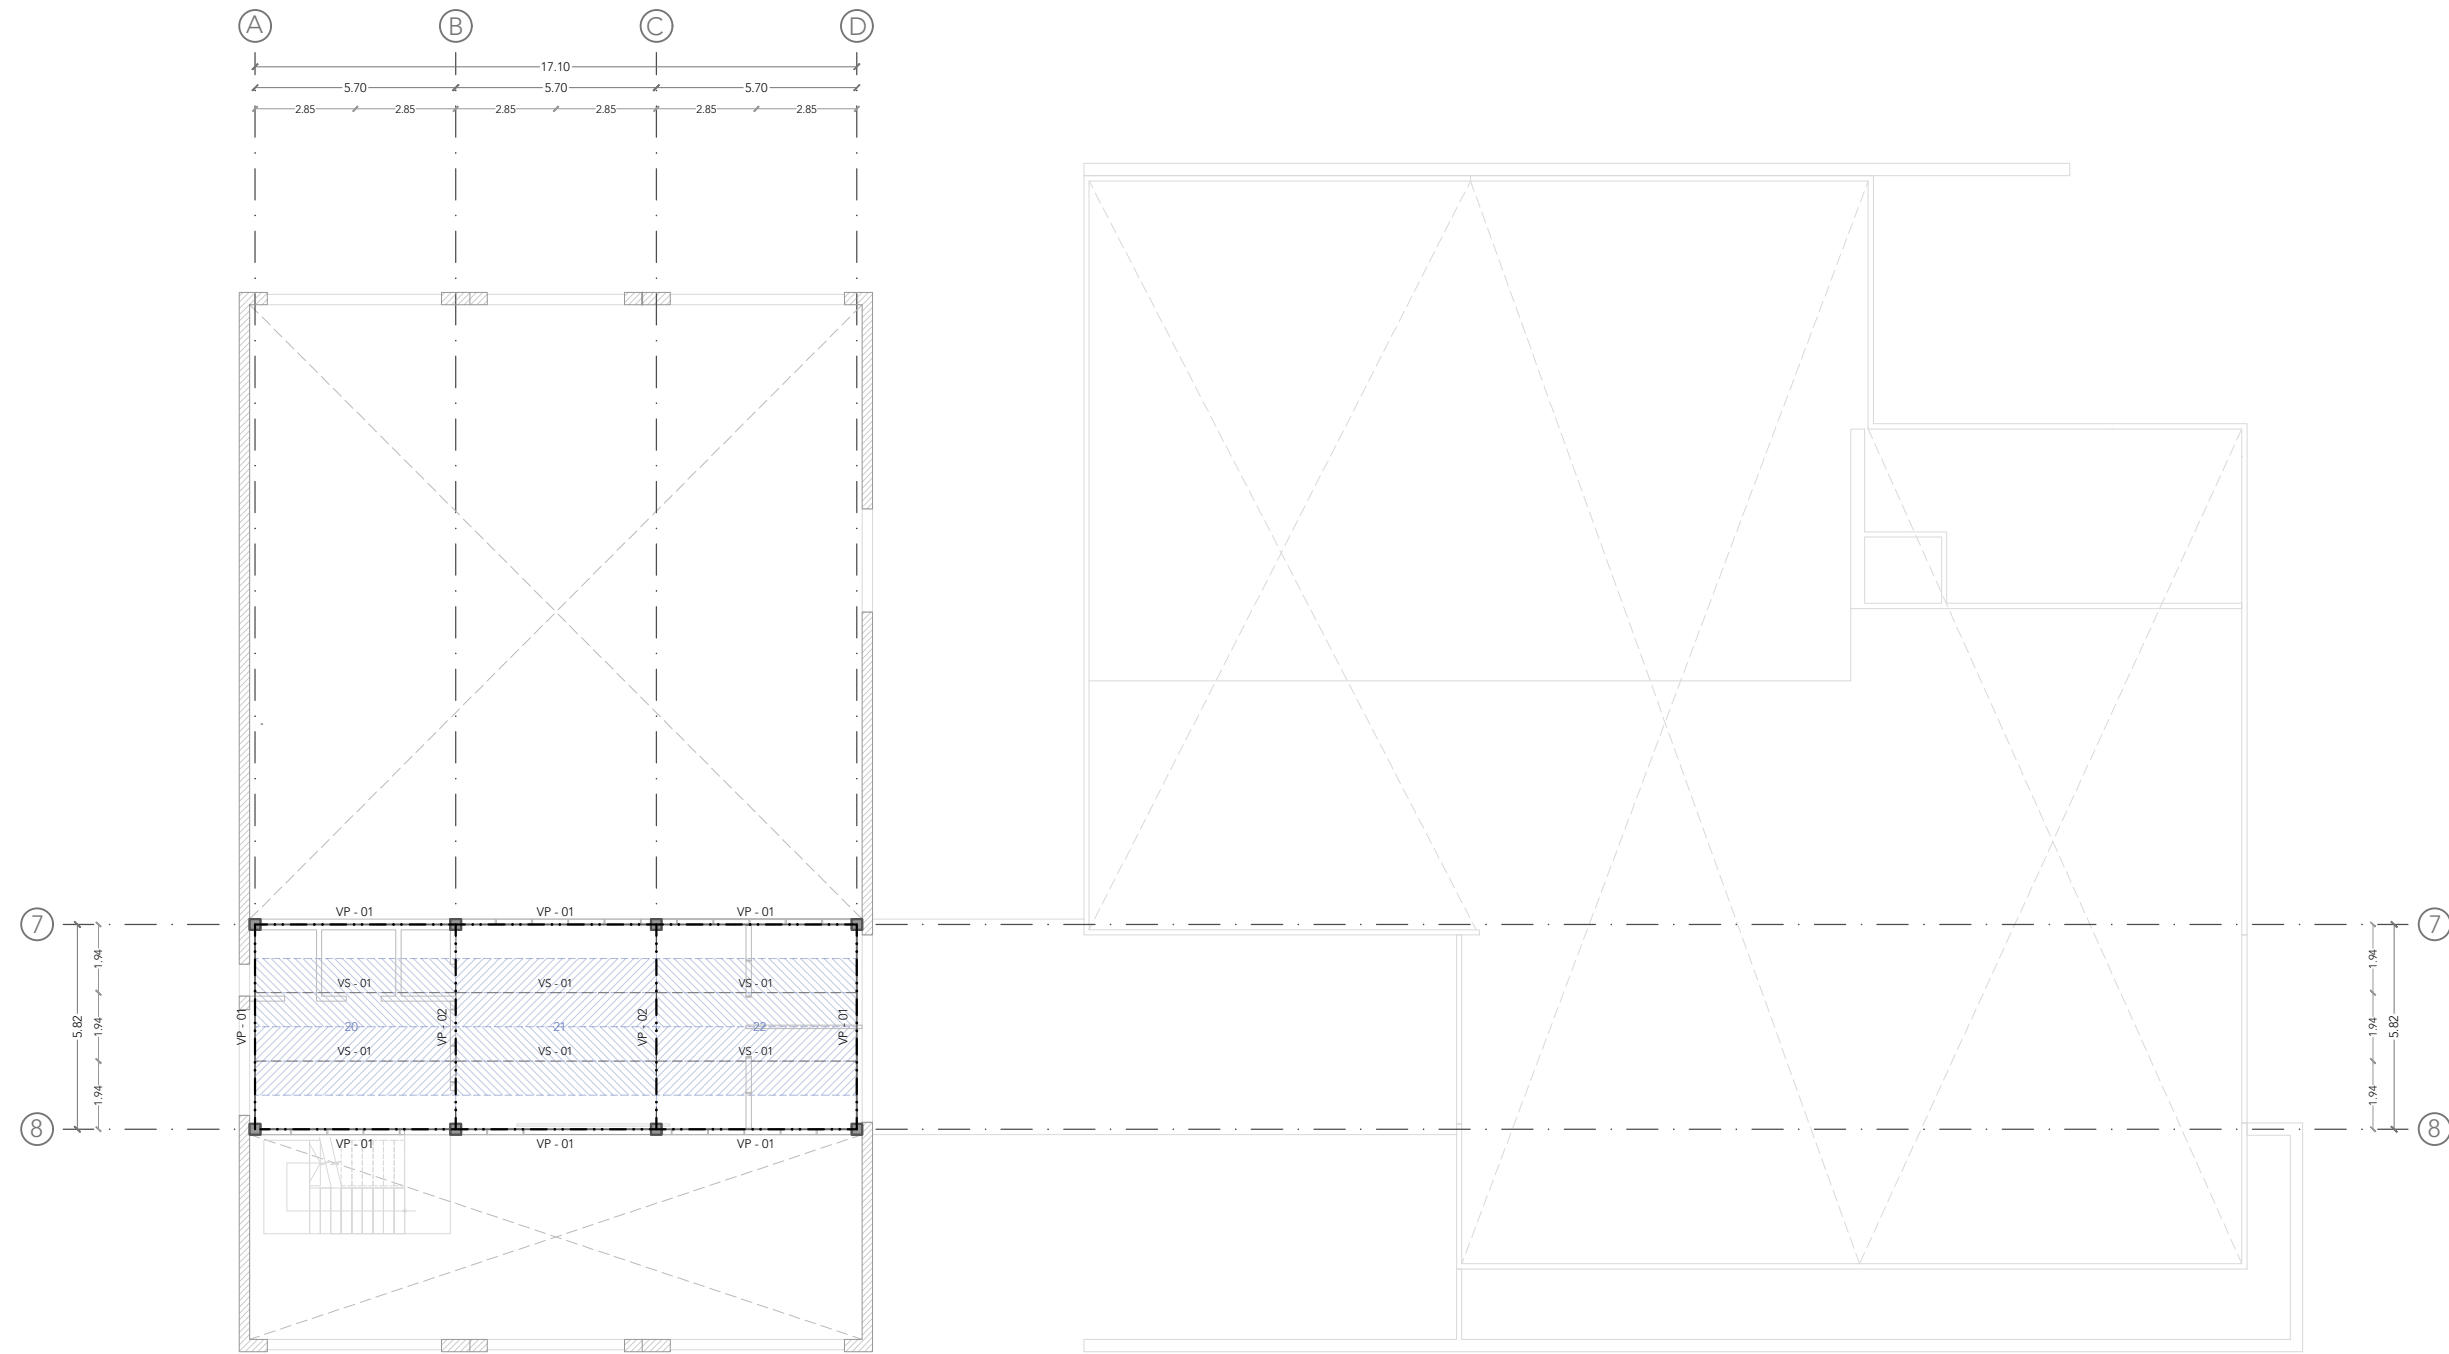 A B C D
17.10
5.70 5.70 5.70
2.85 2.85 2.85 2.85 2.85 2.85
VP - 01 VP - 01 VP - 01
7 7
1.94 1.94
VS - 01 VS - 01 VS - 01
5.82 1.94 VP - 01 20 VP - 02 21 VP - 02 22 VP - 01 1.94 5.82
VS - 01 VS - 01 VS - 01
1.94 1.94
8 8
VP - 01 VP - 01 VP - 01